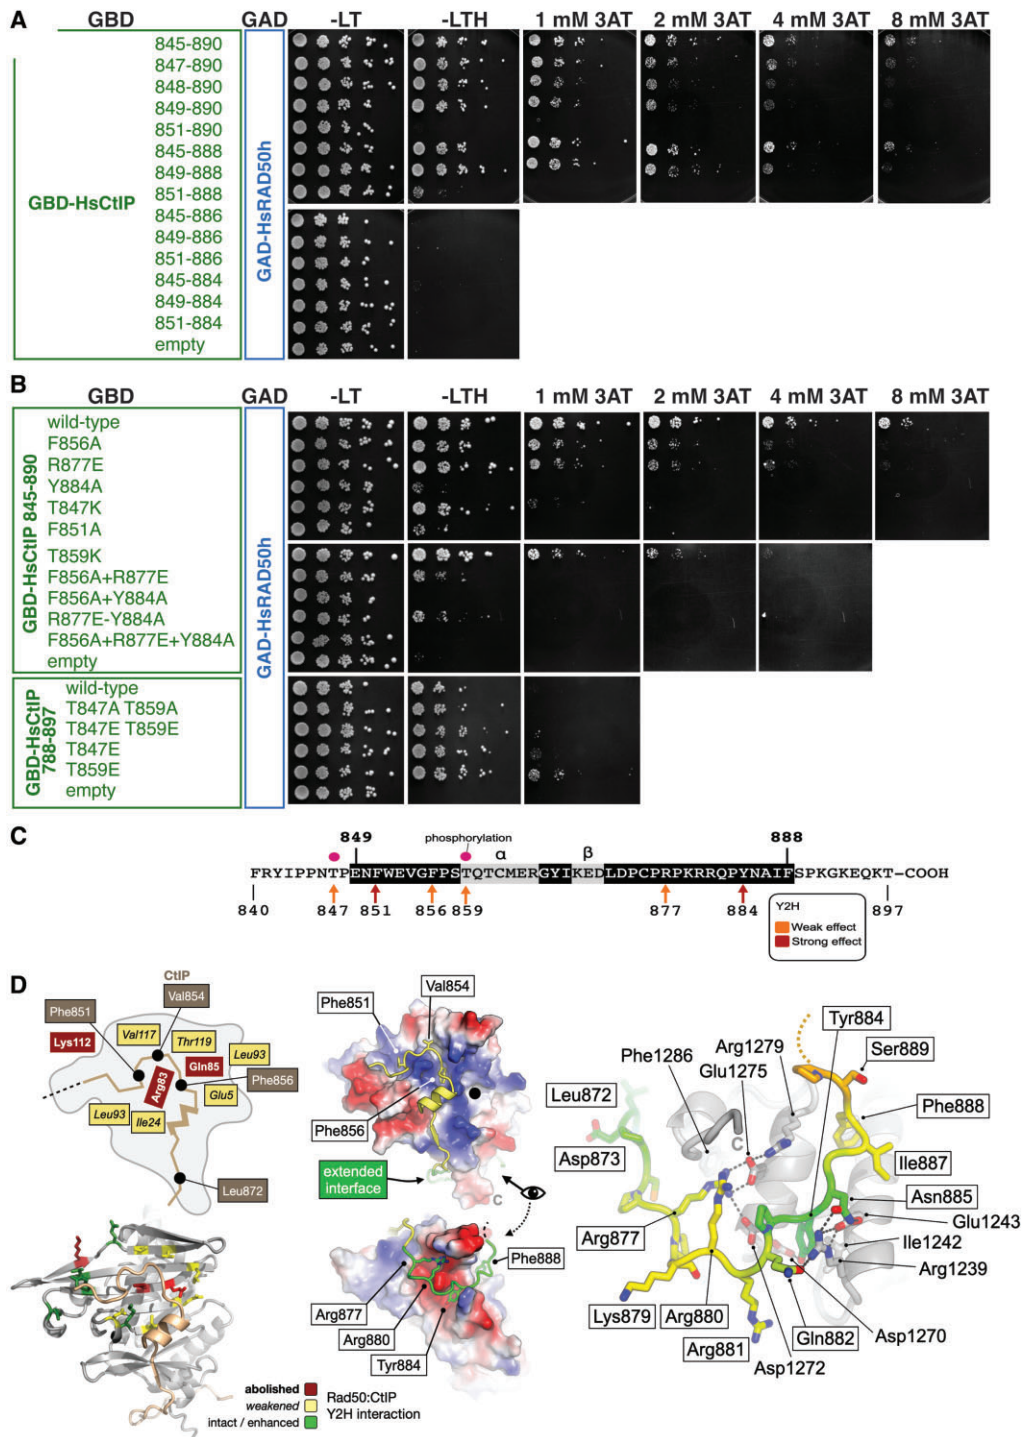 A
GBD GAD -LT -LTH 1 mM 3AT 2 mM 3AT 4 mM 3AT 8 mM 3AT
GBD-HsCtIP
845-890
847-890
848-890
849-890
851-890
845-888
849-888
851-888
845-886
849-886
851-886
845-884
849-884
851-884
empty
GAD-HsRAD50h
B
GBD GAD -LT -LTH 1 mM 3AT 2 mM 3AT 4 mM 3AT 8 mM 3AT
GBD-HsCtIP 845-890
wild-type
F856A
R877E
Y884A
T847K
F851A
T859K
F856A+R877E
F856A+Y884A
R877E-Y884A
F856A+R877E+Y884A
empty
GBD-HsCtIP
788-897
wild-type
T847A T859A
T847E T859E
T847E
T859E
empty
GAD-HsRAD50h
C
849 phosphorylation α β 888
FRYIPPNTPENFWEVGFPSTQTCMERGYIKEDLDPCPRPKRRQPYNAIFSPKGKEQKT-COOH
840 847 851 856 859 877 884 897
Y2H
Weak effect
Strong effect
D
CtIP
Val854
Phe851
Lys112
Val117
Thr119
Gln85
Leu93
Arg83
Phe856
Glu5
Leu93
Ile24
Leu872
abolished
weakened
intact / enhanced
Rad50:CtIP
Y2H interaction
Phe851
Val854
Phe856
extended
interface
C
Phe888
Arg877
Arg880
Tyr884
Tyr884
Arg1279
Ser889
Phe1286
Glu1275
Leu872
Phe888
C
Asp873
Ile887
Asn885
Glu1243
Arg877
Ile1242
Arg1239
Lys879
Arg880
Gln882
Asp1270
Arg881
Asp1272